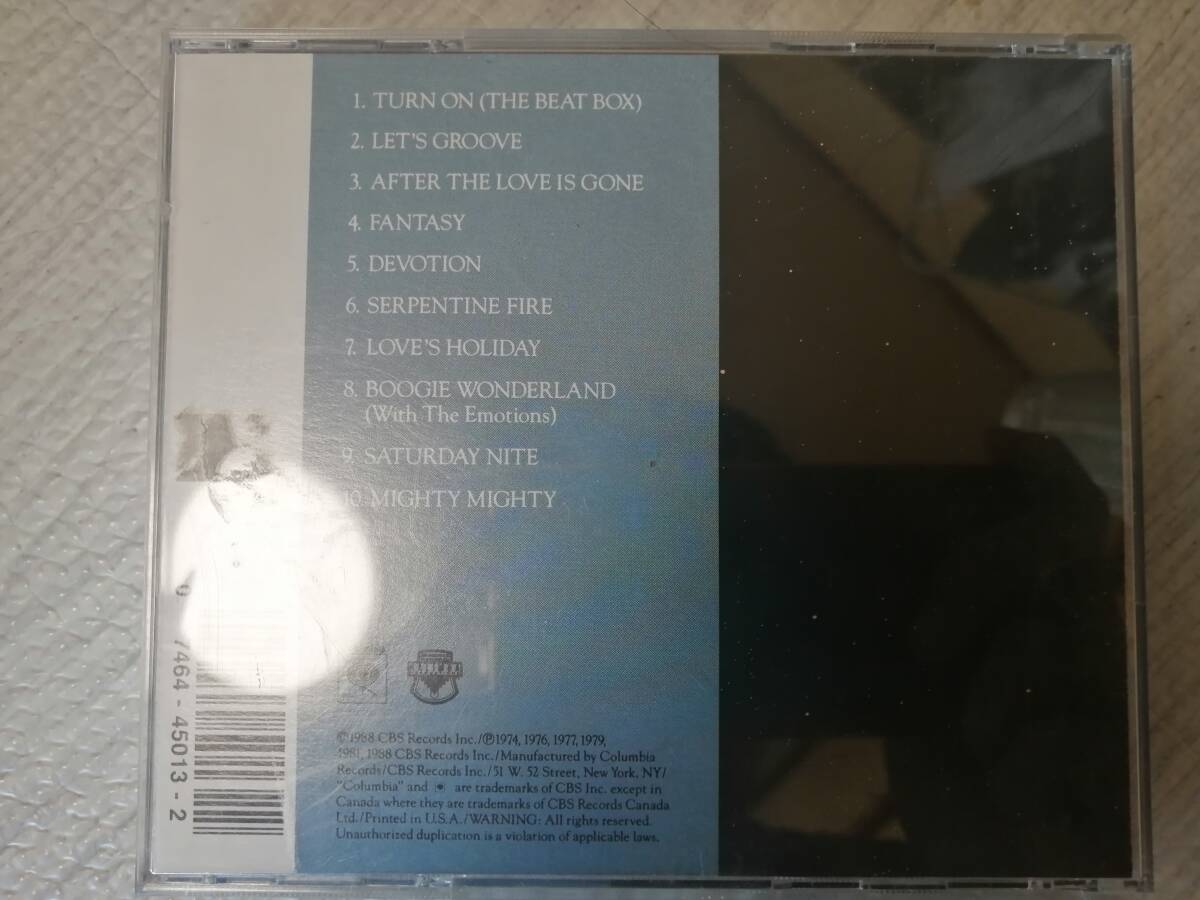 1. TURN ON (THE BEAT BOX)
2. LET'S GROOVE
3. AFTER THE LOVE IS GONE
4. FANTASY
5. DEVOTION
6. SERPENTINE FIRE
7. LOVE'S HOLIDAY
8. BOOGIE WONDERLAND
(With The Emotions)
9. SATURDAY NITE
10. MIGHTY MIGHTY
7464 - 45013 - 2
©1988 CBS Records Inc./℗1974, 1976, 1977, 1979,
1981, 1988 CBS Records Inc./Manufactured by Columbia
Records/CBS Records Inc./51 W. 52 Street, New York, NY/
"Columbia" and are trademarks of CBS Inc. except in
Canada where they are trademarks of CBS Records Canada
Ltd./Printed in U.S.A./WARNING: All rights reserved.
Unauthorized duplication is a violation of applicable laws.